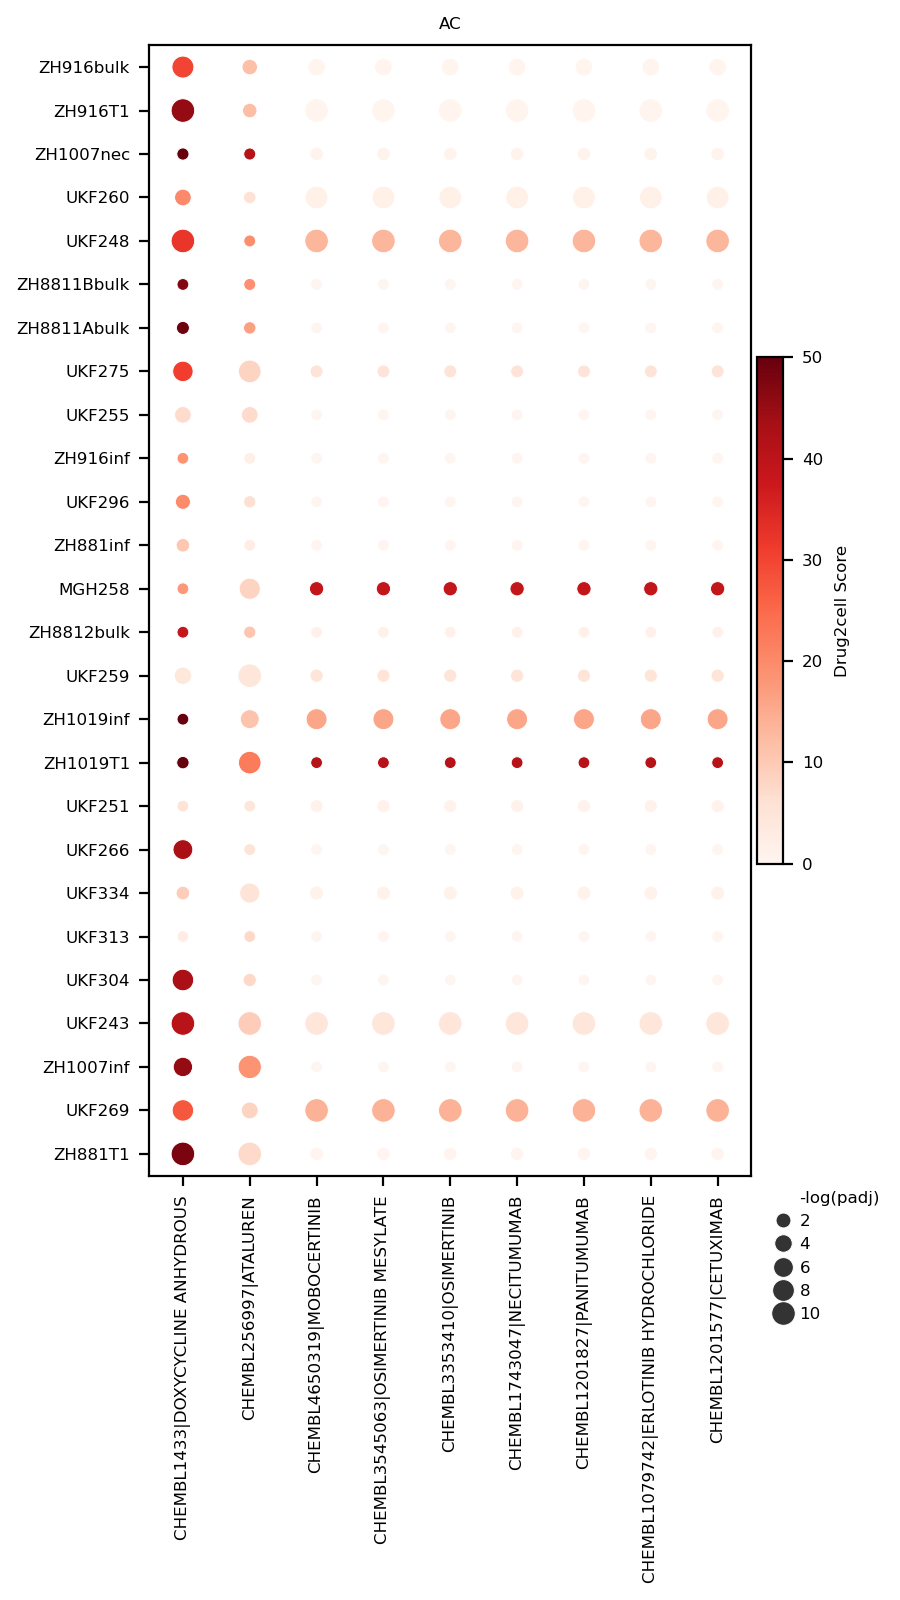 AC
ZH916bulk
ZH916T1
ZH1007nec
UKF260
UKF248
ZH8811Bbulk
ZH8811Abulk
UKF275
UKF255
ZH916inf
UKF296
ZH881inf
MGH258
ZH8812bulk
UKF259
ZH1019inf
ZH1019T1
UKF251
UKF266
UKF334
UKF313
UKF304
UKF243
ZH1007inf
UKF269
ZH881T1
CHEMBL1433|DOXYCYCLINE ANHYDROUS
CHEMBL256997|ATALUREN
CHEMBL4650319|MOBOCERTINIB
CHEMBL3545063|OSIMERTINIB MESYLATE
CHEMBL3353410|OSIMERTINIB
CHEMBL1743047|NECITUMUMAB
CHEMBL1201827|PANITUMUMAB
CHEMBL1079742|ERLOTINIB HYDROCHLORIDE
CHEMBL1201577|CETUXIMAB
50
40
30
20
10
0
Drug2cell Score
-log(padj)
2
4
6
8
10